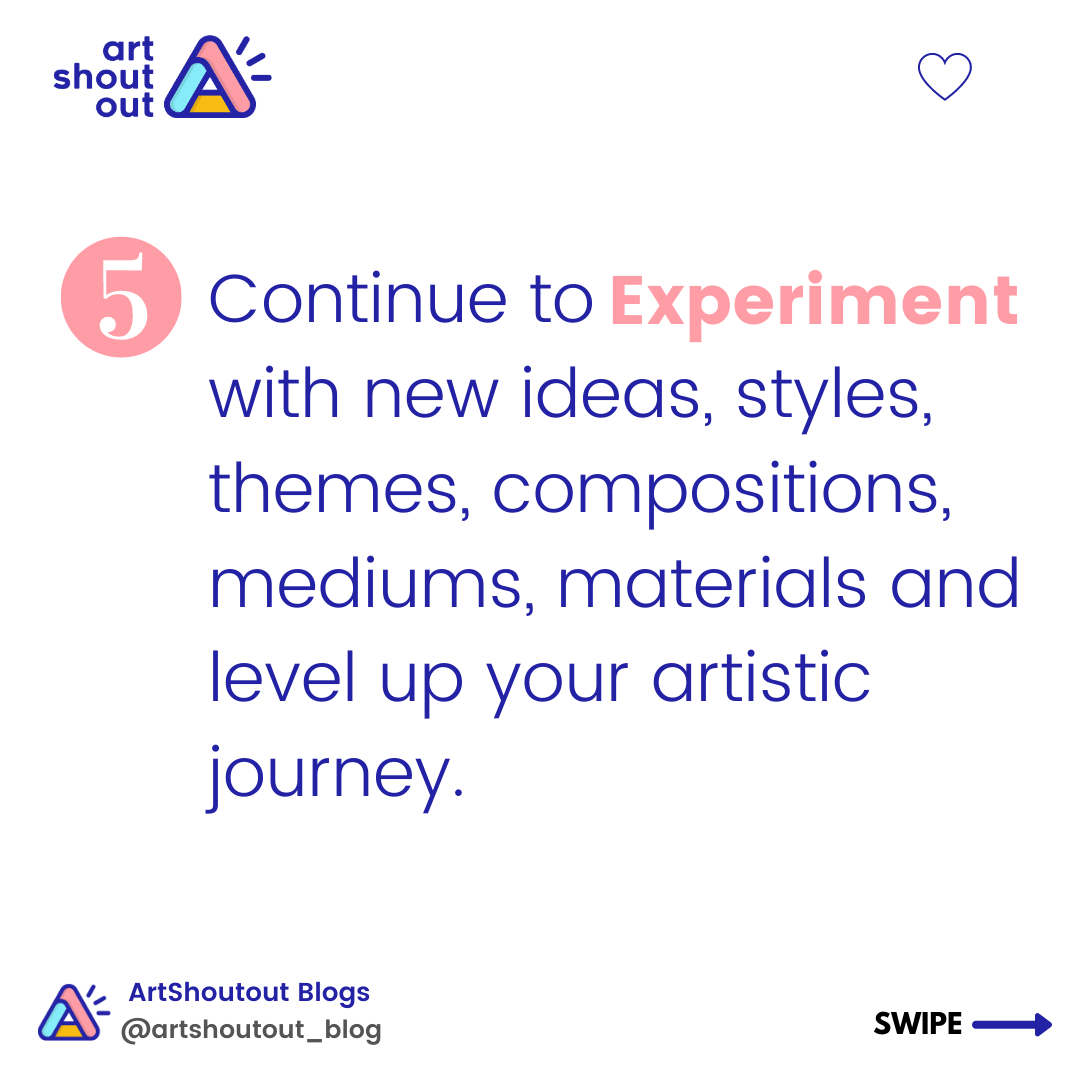 art
shout
out
5
Continue to Experiment
with new ideas, styles,
themes, compositions,
mediums, materials and
level up your artistic
journey.
ArtShoutout Blogs
@artshoutout_blog
SWIPE